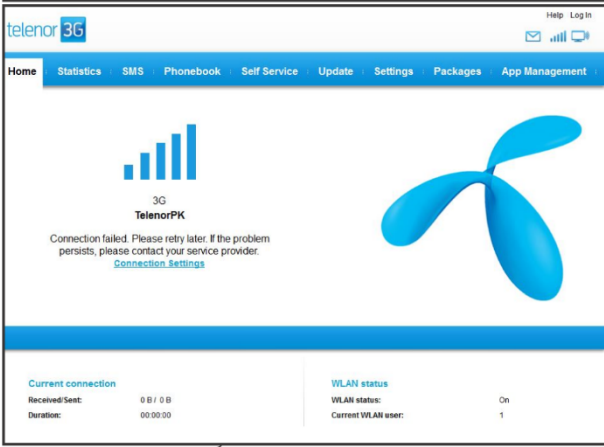 Help Log In
telenor 3G
Home Statistics SMS Phonebook Self Service Update Settings Packages App Management
3G
TelenorPK
Connection failed. Please retry later. If the problem
persists, please contact your service provider.
Connection Settings
Current connection
Received/Sent: 0 B / 0 B
Duration: 00:00:00
WLAN status
WLAN status: On
Current WLAN user: 1